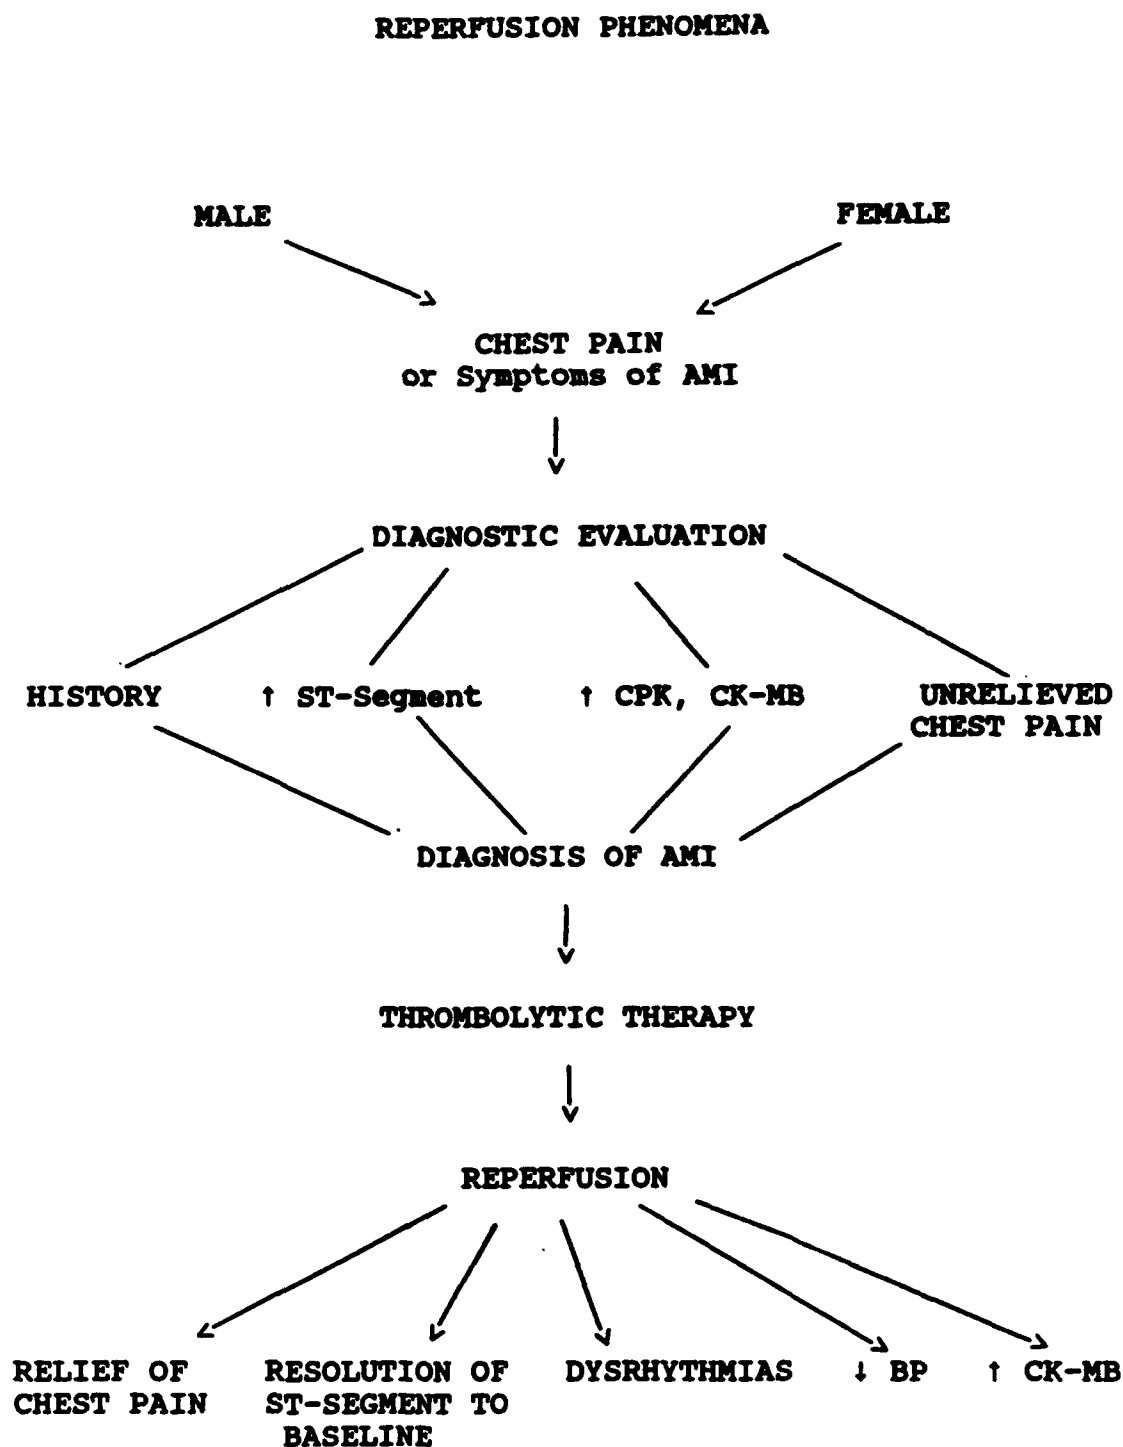 REPERFUSION PHENOMENA
MALE
FEMALE
CHEST PAIN
or Symptoms of AMI
DIAGNOSTIC EVALUATION
HISTORY
↑ ST-Segment
↑ CPK, CK-MB
UNRELIEVED
CHEST PAIN
DIAGNOSIS OF AMI
THROMBOLYTIC THERAPY
REPERFUSION
RELIEF OF
CHEST PAIN
RESOLUTION OF
ST-SEGMENT TO
BASELINE
DYSRHYTHMIAS
↓ BP
↑ CK-MB